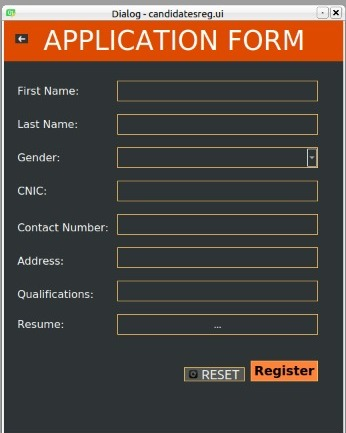 Dialog - candidatesreg.ui
APPLICATION FORM
First Name:
Last Name:
Gender:
CNIC:
Contact Number:
Address:
Qualifications:
Resume:
...
RESET
Register